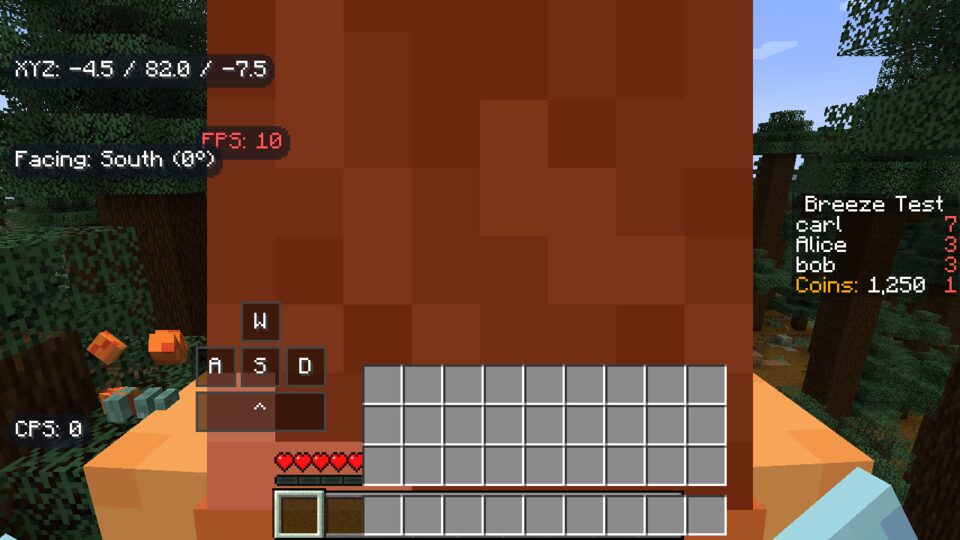 XYZ: -4.5 / 82.0 / -7.5
FPS: 10
Facing: South (0°)
Breeze Test
carl 7
Alice 3
bob 3
Coins: 1,250 1
W
A S D
^
CPS: 0